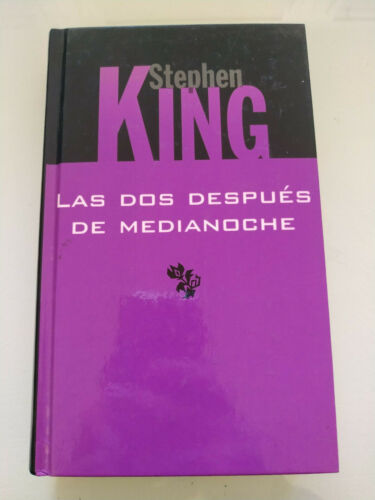 Stephen
KING
LAS DOS DESPUÉS
DE MEDIANOCHE